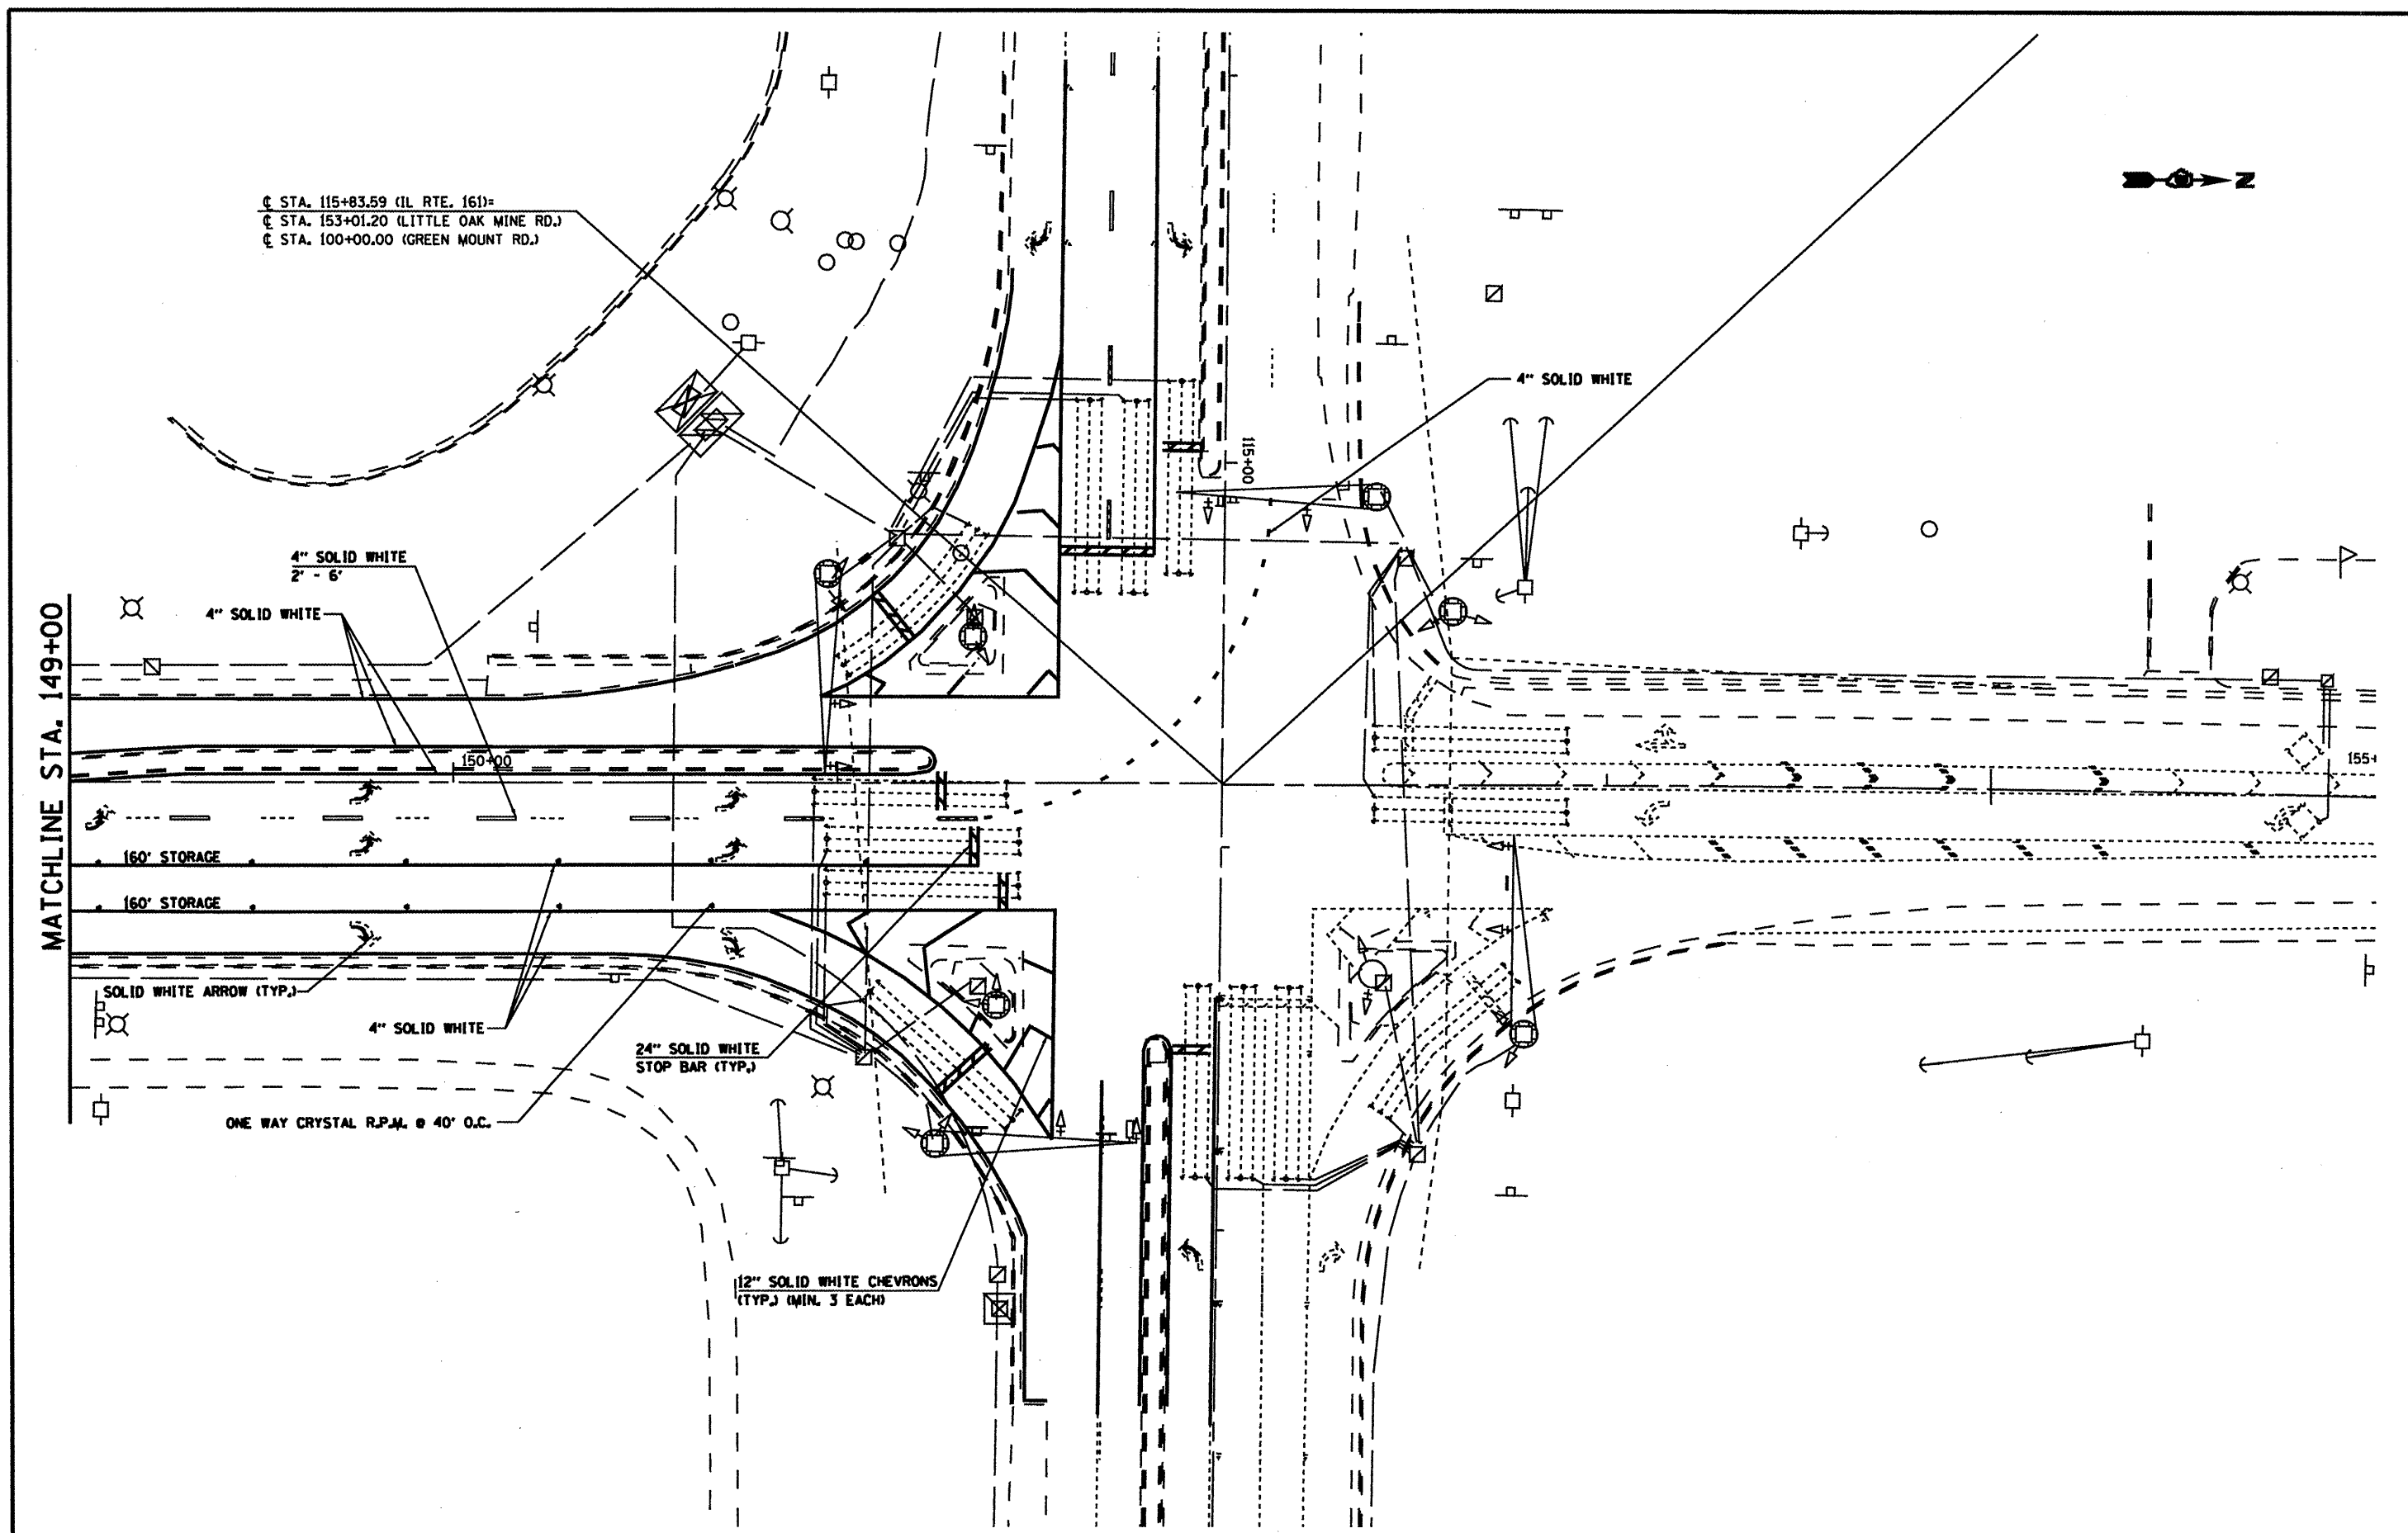 ℄ STA. 115+83.59 (IL RTE. 161)=
℄ STA. 153+01.20 (LITTLE OAK MINE RD.)
℄ STA. 100+00.00 (GREEN MOUNT RD.)
N
4" SOLID WHITE
115+00
4" SOLID WHITE
2' - 6'
4" SOLID WHITE
MATCHLINE STA. 149+00
150+00
155+
160' STORAGE
160' STORAGE
SOLID WHITE ARROW (TYP.)
4" SOLID WHITE
24" SOLID WHITE
STOP BAR (TYP.)
ONE WAY CRYSTAL R.P.M. @ 40' O.C.
12" SOLID WHITE CHEVRONS
(TYP.) (MIN. 3 EACH)